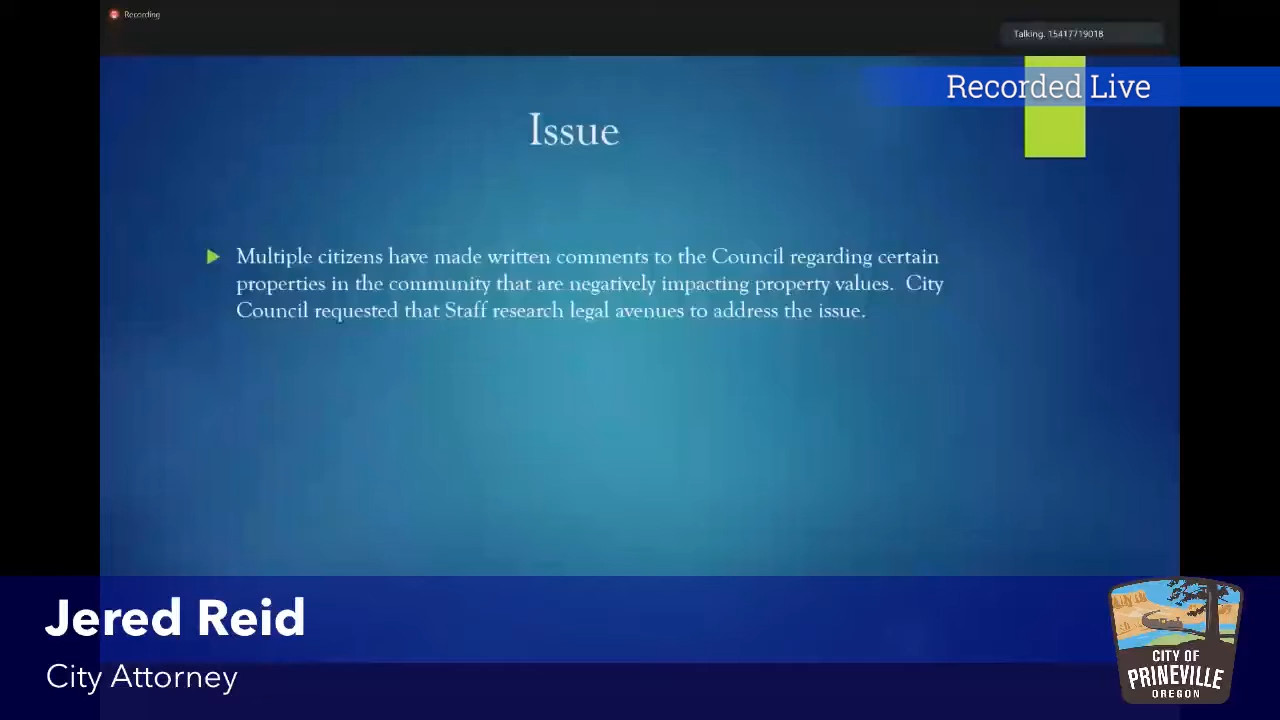 Recording
Talking: 15417719018
Recorded Live
Issue
Multiple citizens have made written comments to the Council regarding certain
properties in the community that are negatively impacting property values. City
Council requested that Staff research legal avenues to address the issue.
Jered Reid
City Attorney
CITY OF
PRINEVILLE
OREGON